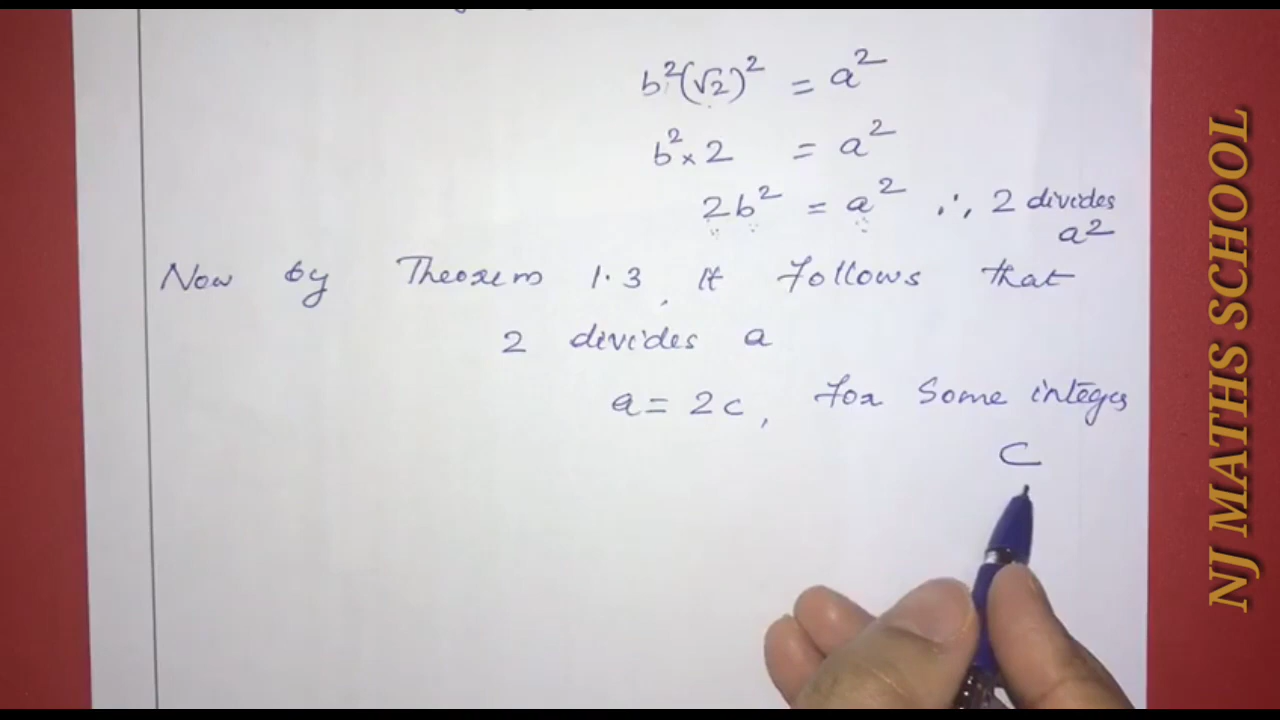 b²(√2)² = a²
b² × 2 = a²
2b² = a² ∴ 2 divides
a²
Now by Theorem 1.3, It follows that
2 divides a
a = 2c, for Some integer
C
NJ MATHS SCHOOL